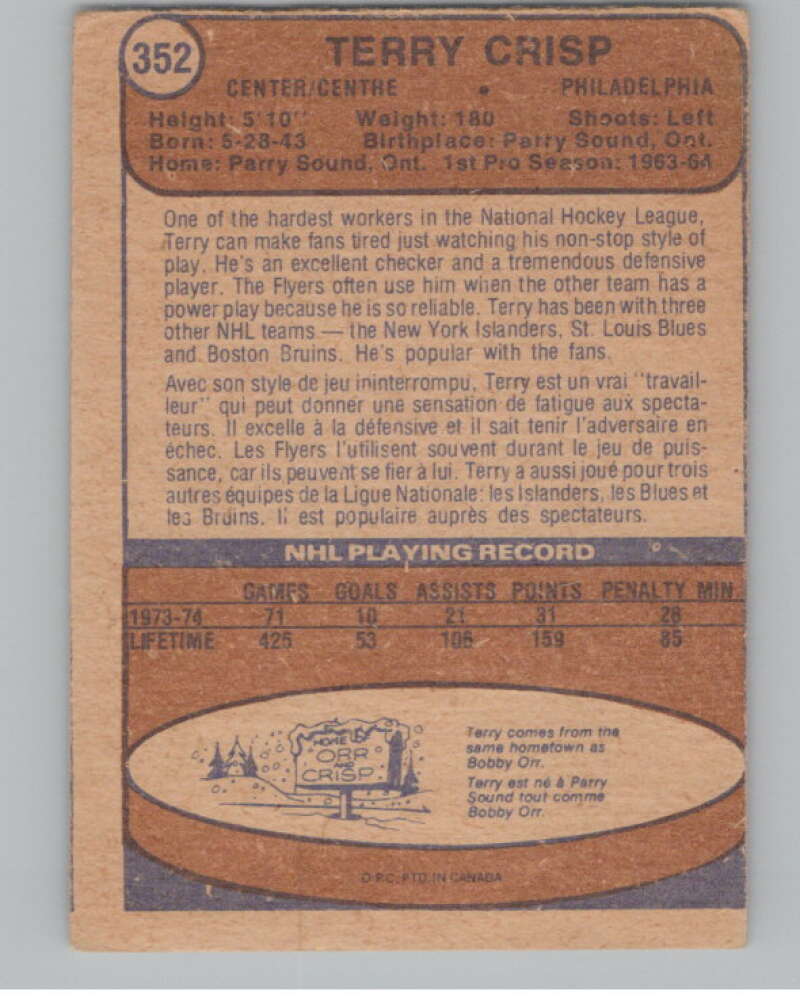 352
TERRY CRISP
CENTER/CENTRE • PHILADELPHIA
Height: 5'10" Weight: 180 Shoots: Left
Born: 5-28-43 Birthplace: Parry Sound, Ont.
Home: Parry Sound, Ont. 1st Pro Season: 1963-64
One of the hardest workers in the National Hockey League,
Terry can make fans tired just watching his non-stop style of
play. He's an excellent checker and a tremendous defensive
player. The Flyers often use him when the other team has a
power play because he is so reliable. Terry has been with three
other NHL teams — the New York Islanders, St. Louis Blues
and Boston Bruins. He's popular with the fans.
Avec son style de jeu ininterrompu, Terry est un vrai "travail-
leur" qui peut donner une sensation de fatigue aux specta-
teurs. Il excelle à la défensive et il sait tenir l'adversaire en
échec. Les Flyers l'utilisent souvent durant le jeu de puis-
sance, car ils peuvent se fier à lui. Terry a aussi joué pour trois
autres équipes de la Ligue Nationale: les Islanders, les Blues et
les Bruins. Il est populaire auprès des spectateurs.
NHL PLAYING RECORD
GAMES GOALS ASSISTS POINTS PENALTY MIN.
1973-74 71 10 21 31 28
LIFETIME 425 53 106 159 85
HOME OF
ORR
AND
CRISP
Terry comes from the
same hometown as
Bobby Orr.
Terry est né à Parry
Sound tout comme
Bobby Orr.
O.P.C. PTD. IN CANADA